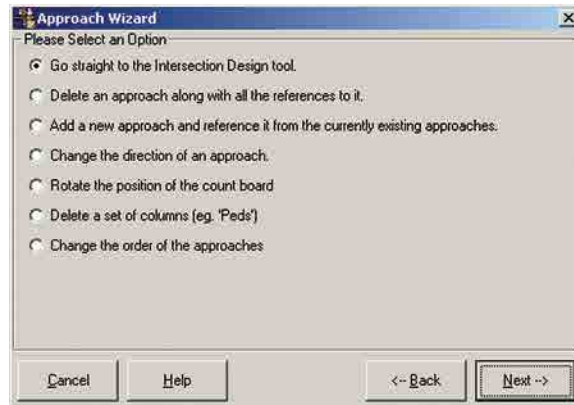 Approach Wizard
Please Select an Option
Go straight to the Intersection Design tool.
Delete an approach along with all the references to it.
Add a new approach and reference it from the currently existing approaches.
Change the direction of an approach.
Rotate the position of the count board
Delete a set of columns (eg. 'Peds')
Change the order of the approaches
Cancel Help <-- Back Next -->